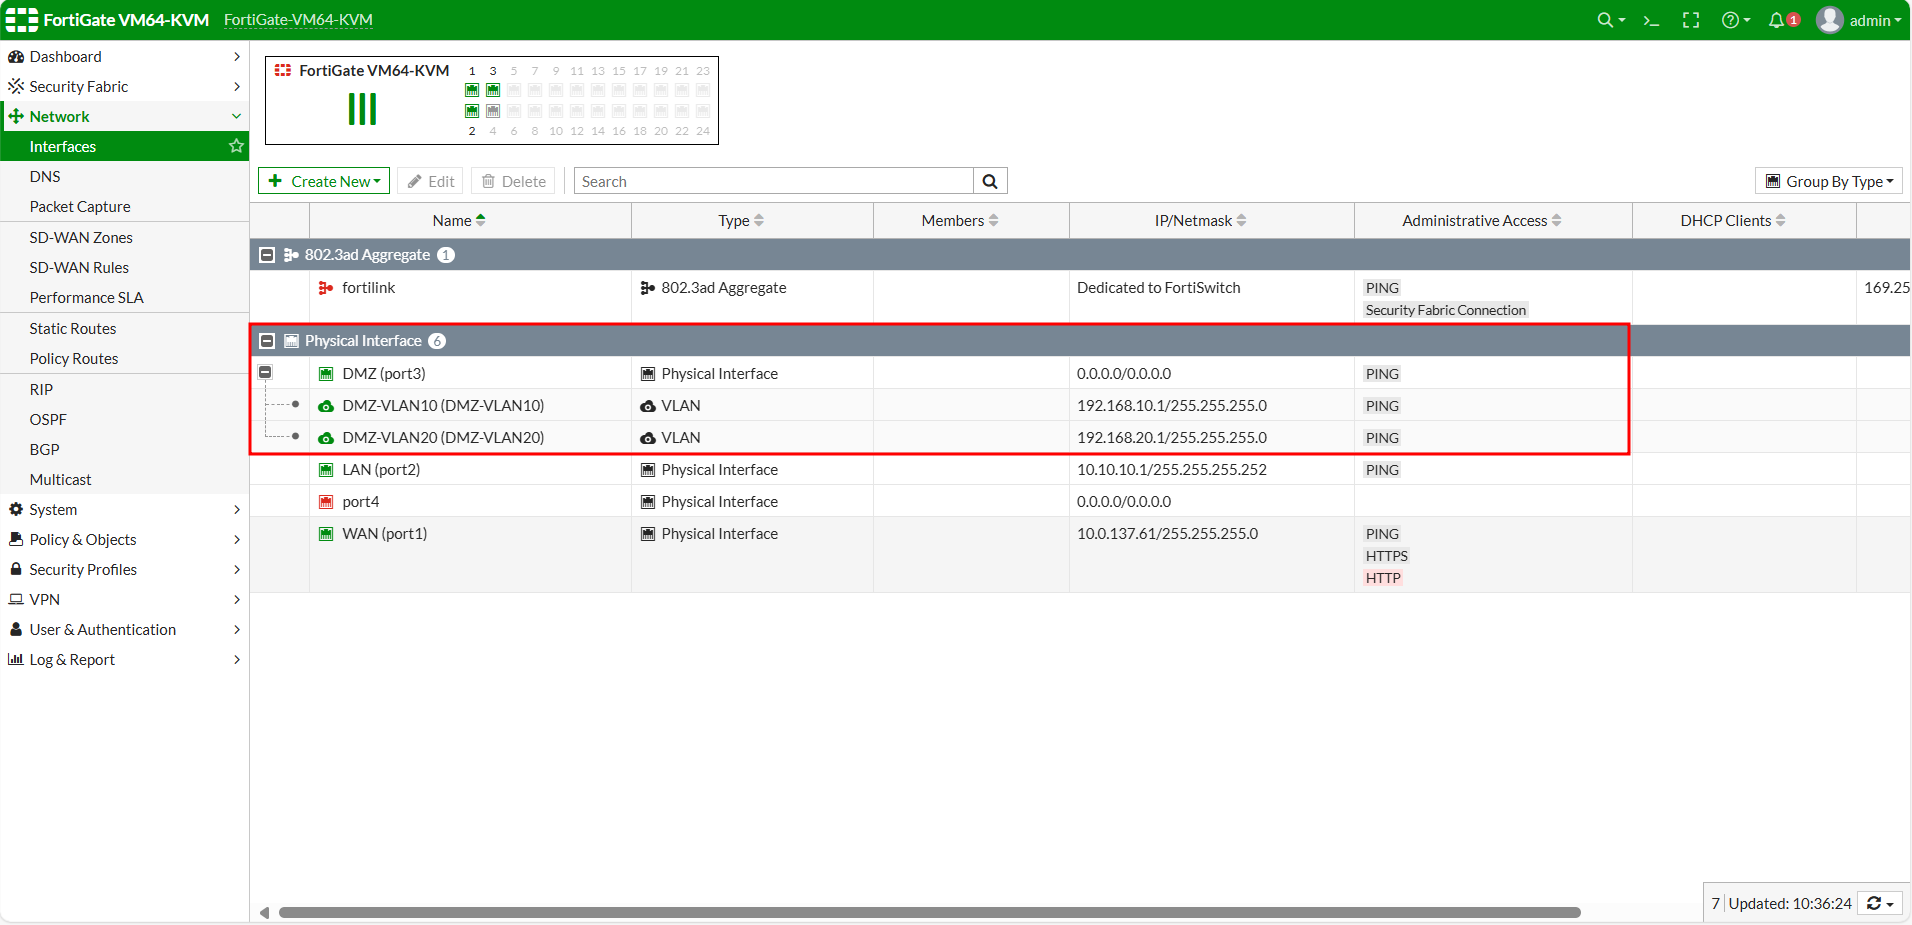 FortiGate VM64-KVM FortiGate-VM64-KVM 1 admin
Dashboard
Security Fabric
Network
Interfaces
DNS
Packet Capture
SD-WAN Zones
SD-WAN Rules
Performance SLA
Static Routes
Policy Routes
RIP
OSPF
BGP
Multicast
System
Policy & Objects
Security Profiles
VPN
User & Authentication
Log & Report
FortiGate VM64-KVM 1 3 5 7 9 11 13 15 17 19 21 23
2 4 6 8 10 12 14 16 18 20 22 24
Create New Edit Delete Search Group By Type
Name Type Members IP/Netmask Administrative Access DHCP Clients
802.3ad Aggregate 1
fortilink 802.3ad Aggregate Dedicated to FortiSwitch PING 169.25
Security Fabric Connection
Physical Interface 6
DMZ (port3) Physical Interface 0.0.0.0/0.0.0.0 PING
DMZ-VLAN10 (DMZ-VLAN10) VLAN 192.168.10.1/255.255.255.0 PING
DMZ-VLAN20 (DMZ-VLAN20) VLAN 192.168.20.1/255.255.255.0 PING
LAN (port2) Physical Interface 10.10.10.1/255.255.255.252 PING
port4 Physical Interface 0.0.0.0/0.0.0.0
WAN (port1) Physical Interface 10.0.137.61/255.255.255.0 PING
HTTPS
HTTP
7 Updated: 10:36:24